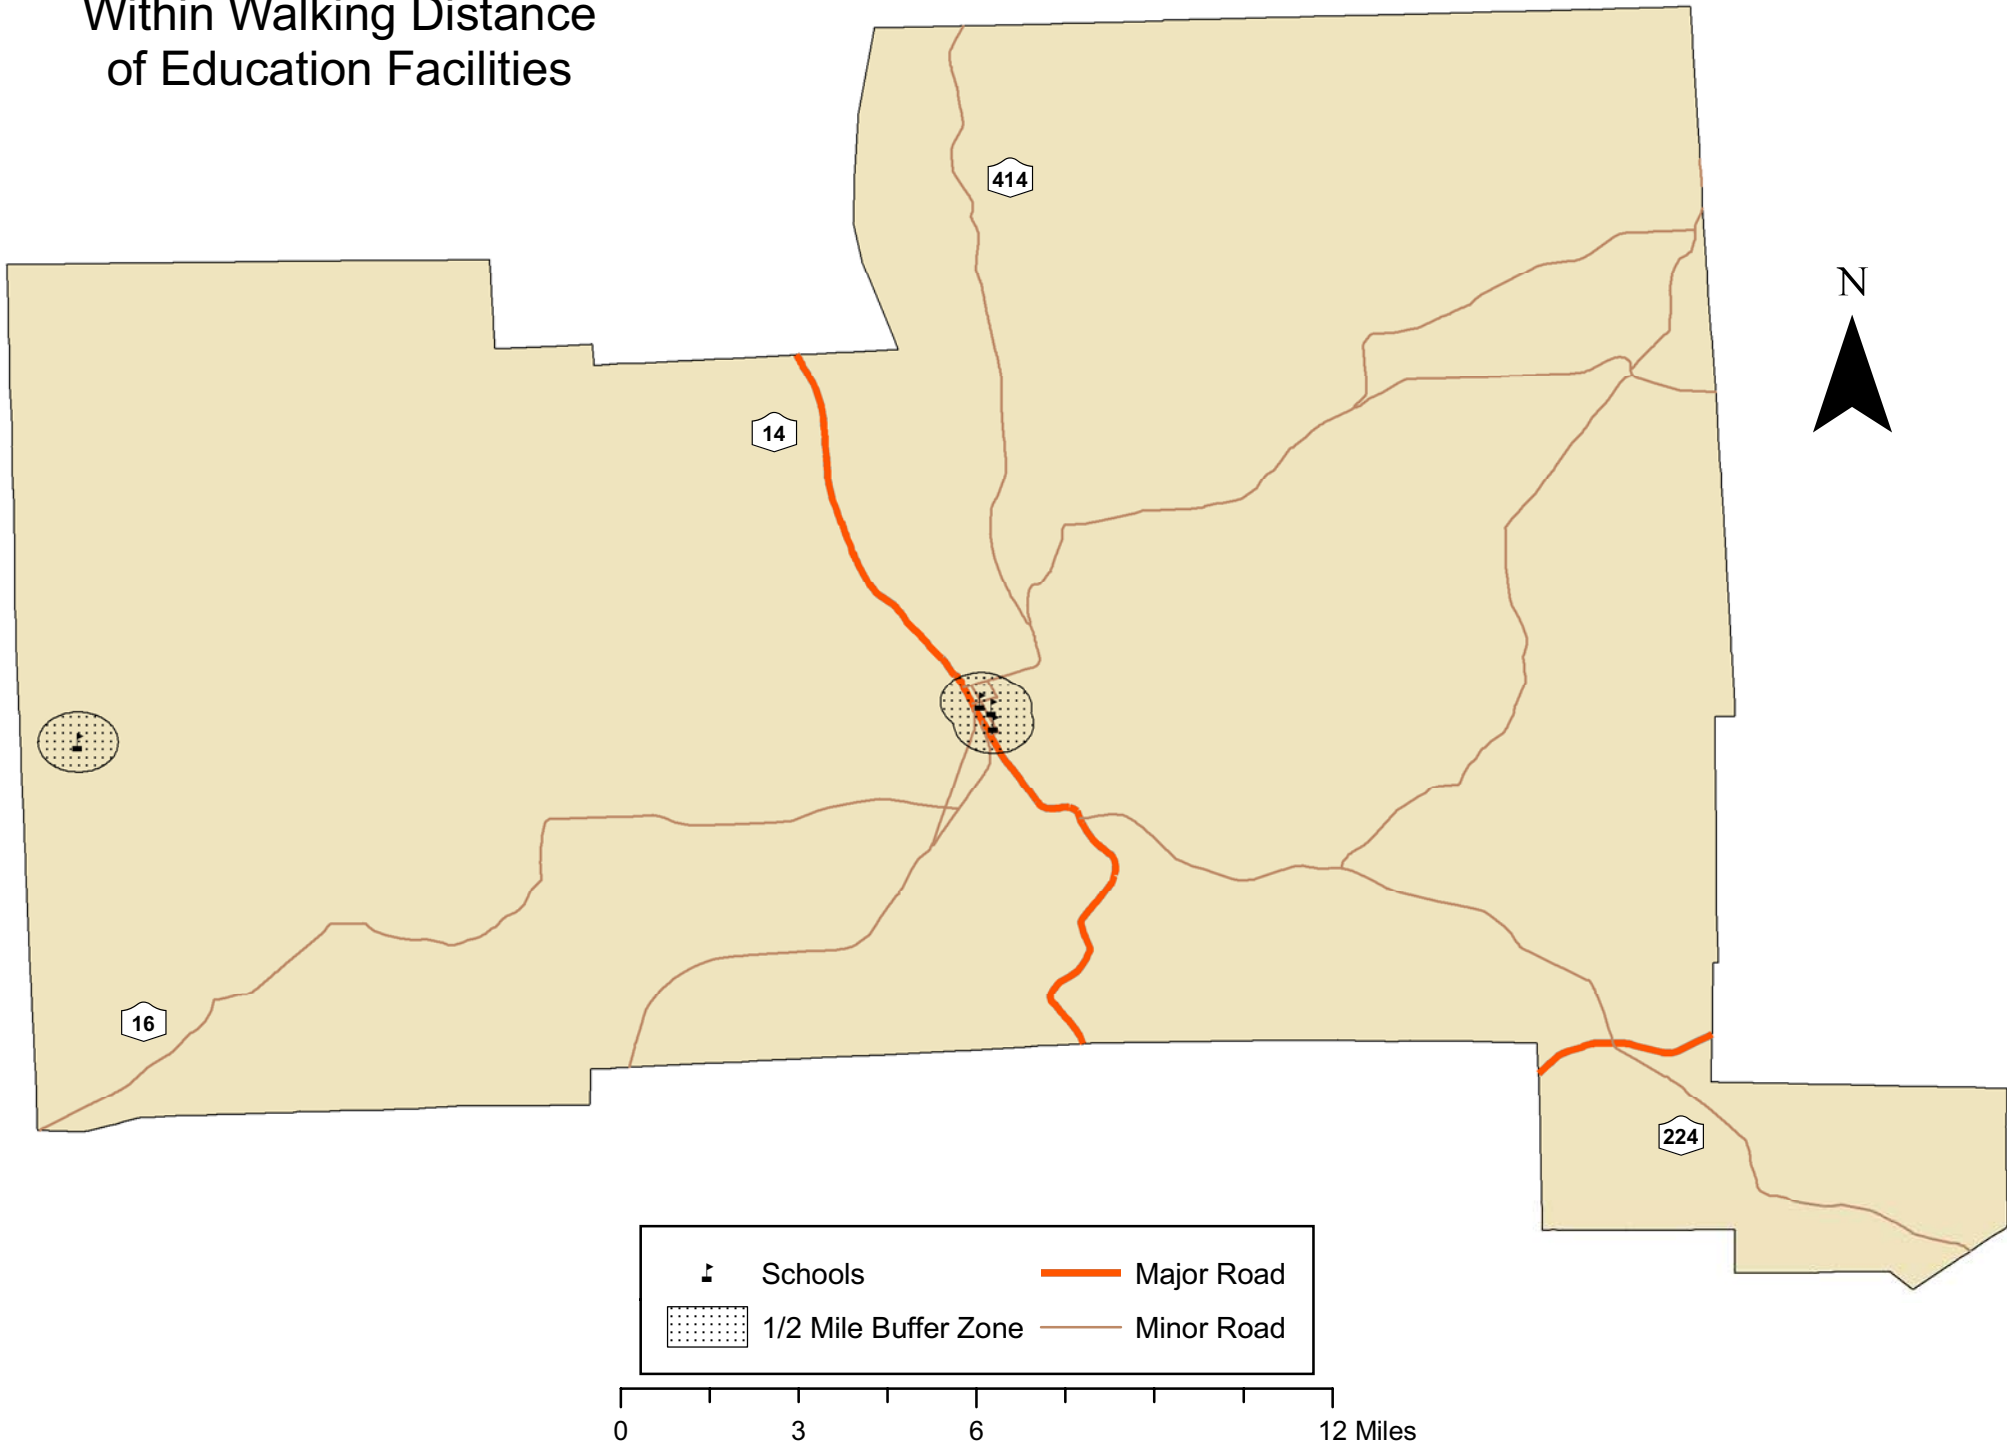 Within Walking Distance
of Education Facilities
414
N
14
16
224
Schools
Major Road
1/2 Mile Buffer Zone
Minor Road
0 3 6 12 Miles